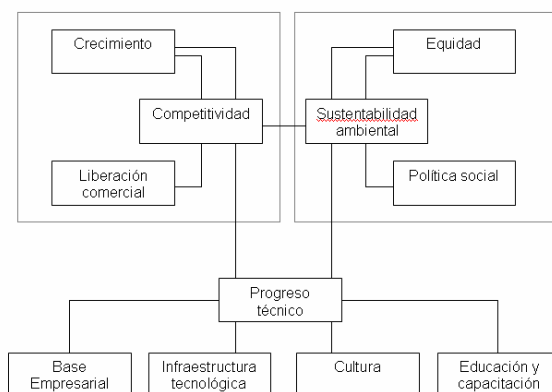 Crecimiento
Equidad
Competitividad
Sustentabilidad
ambiental
Liberación
comercial
Política social
Progreso
técnico
Base
Empresarial
Infraestructura
tecnológica
Cultura
Educación y
capacitación